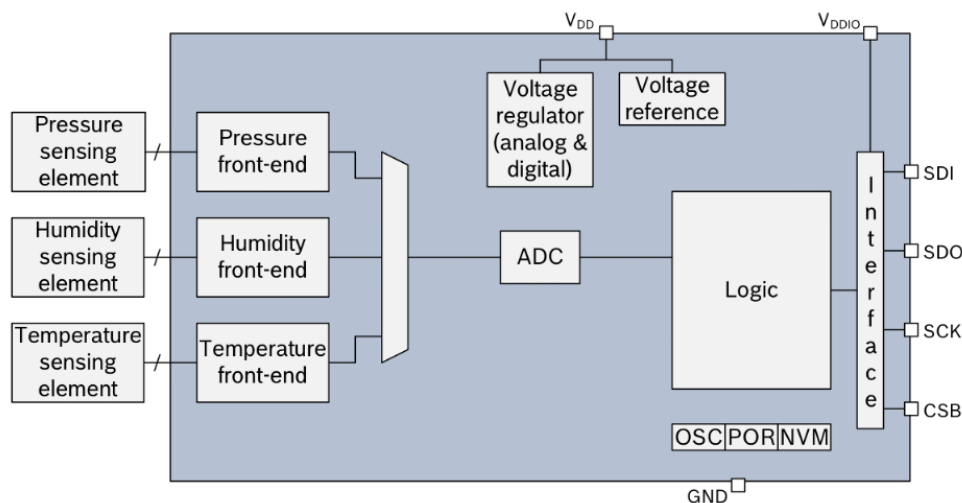 VDD
VDDIO
Pressure
sensing
element
Pressure
front-end
Voltage
regulator
(analog &
digital)
Voltage
reference
Humidity
sensing
element
Humidity
front-end
ADC
Logic
Interface
SDI
SDO
SCK
CSB
Temperature
sensing
element
Temperature
front-end
OSC POR NVM
GND